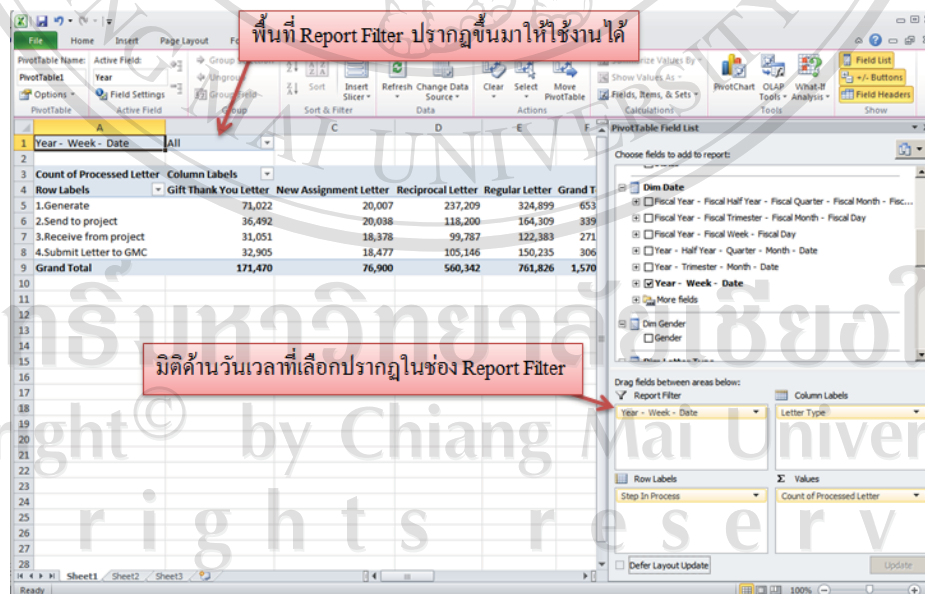 พื้นที่ Report Filter ปรากฏขึ้นมาให้ใช้งานได้
File Home Insert Page Layout
PivotTable Name: Active Field: Group Summarize Values By
PivotTable1 Year Ungroup Show Values As
Options Field Settings Group Field Sort Insert Slicer Refresh Change Data Source Clear Select Move PivotTable Fields, Items, & Sets PivotChart OLAP Tools What-If Analysis Field List +/- Buttons Field Headers
PivotTable Active Field Group Sort & Filter Data Actions Calculations Tools Show
A C D E F
1 Year - Week - Date All
2
3 Count of Processed Letter Column Labels
4 Row Labels Gift Thank You Letter New Assignment Letter Reciprocal Letter Regular Letter Grand T
5 1.Generate 71,022 20,007 237,209 324,899 653
6 2.Send to project 36,492 20,038 118,200 164,309 339
7 3.Receive from project 31,051 18,378 99,787 122,383 271
8 4.Submit Letter to GMC 32,905 18,477 105,146 150,235 306
9 Grand Total 171,470 76,900 560,342 761,826 1,570
10
11
12
13
14
15
16
17
18
19
20
21
22
23
24
25
26
27
28
มิติด้านวันเวลาที่เลือกปรากฏในช่อง Report Filter
PivotTable Field List
Choose fields to add to report:
Dim Date
Fiscal Year - Fiscal Half Year - Fiscal Quarter - Fiscal Month - Fisc...
Fiscal Year - Fiscal Trimester - Fiscal Month - Fiscal Day
Fiscal Year - Fiscal Week - Fiscal Day
Year - Half Year - Quarter - Month - Date
Year - Trimester - Month - Date
Year - Week - Date
More fields
Dim Gender
Gender
Dim Letter Type
Drag fields between areas below:
Report Filter Column Labels
Year - Week - Date Letter Type
Row Labels Σ Values
Step In Process Count of Processed Letter
Defer Layout Update Update
Sheet1 Sheet2 Sheet3
Ready 100%
by Chiang Mai Univer
rights reserv